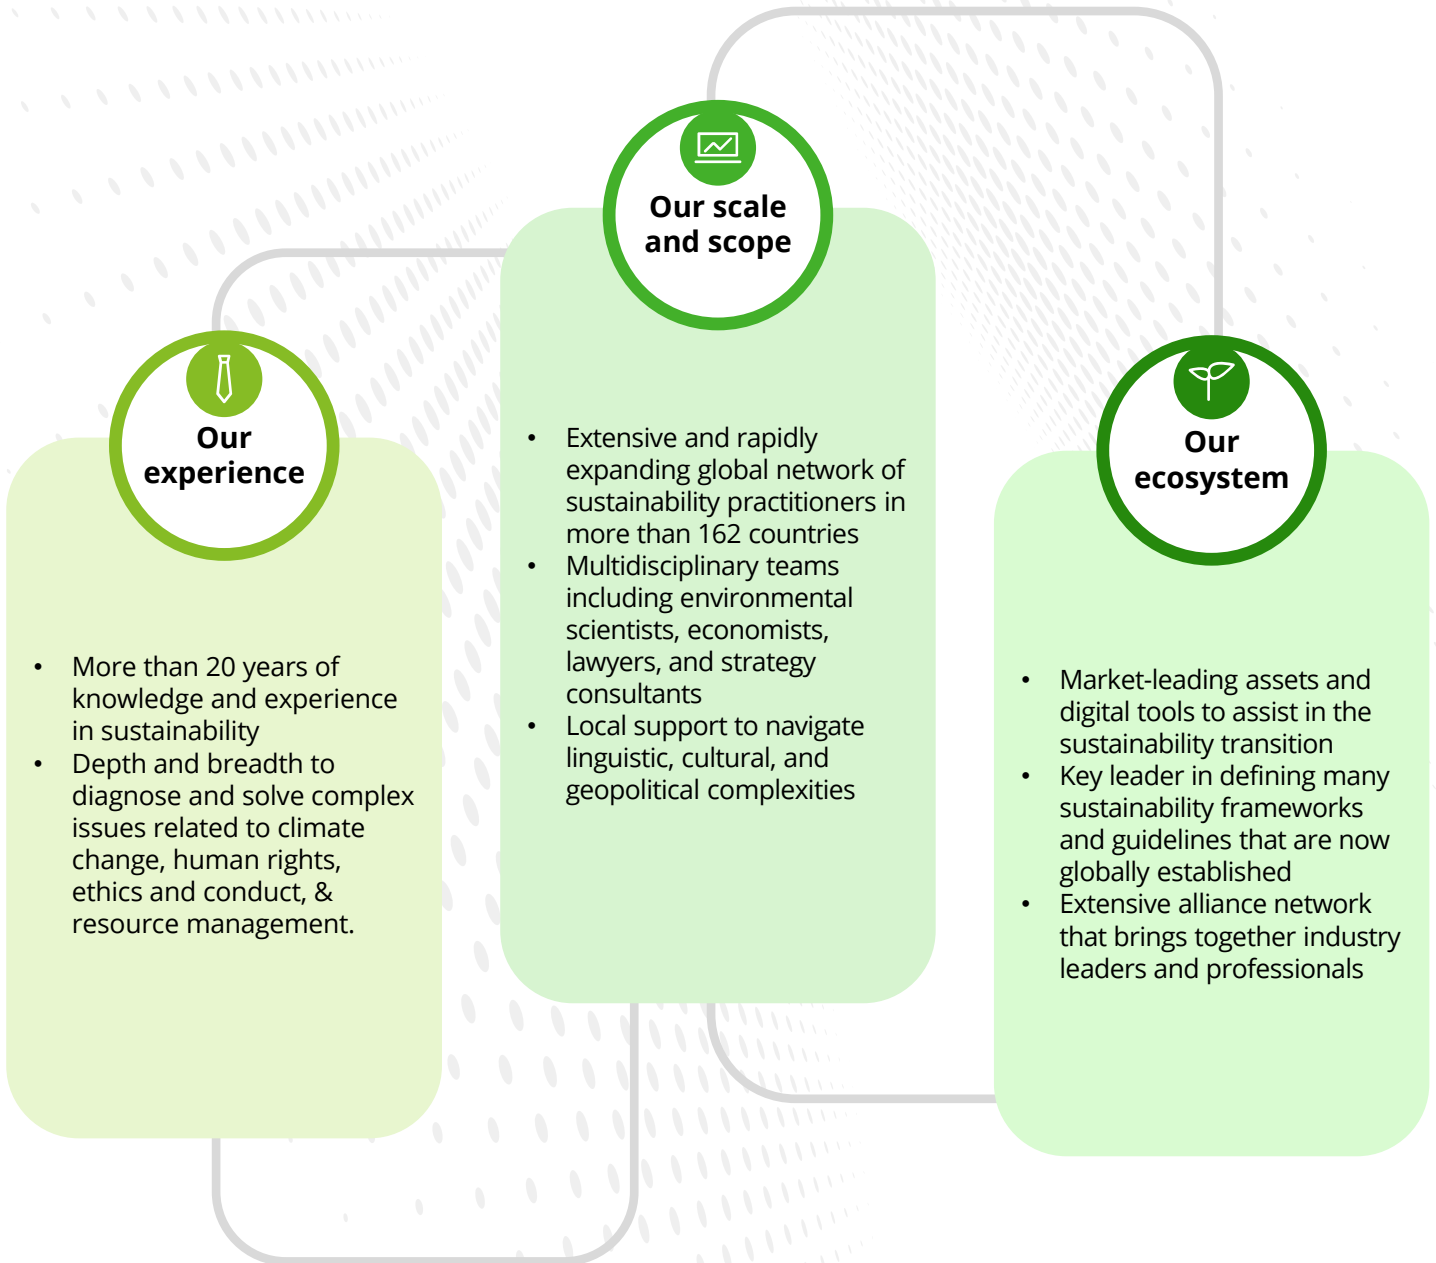 Our
experience
• More than 20 years of
knowledge and experience
in sustainability
• Depth and breadth to
diagnose and solve complex
issues related to climate
change, human rights,
ethics and conduct, &
resource management.
Our scale
and scope
• Extensive and rapidly
expanding global network of
sustainability practitioners in
more than 162 countries
• Multidisciplinary teams
including environmental
scientists, economists,
lawyers, and strategy
consultants
• Local support to navigate
linguistic, cultural, and
geopolitical complexities
Our
ecosystem
• Market-leading assets and
digital tools to assist in the
sustainability transition
• Key leader in defining many
sustainability frameworks
and guidelines that are now
globally established
• Extensive alliance network
that brings together industry
leaders and professionals